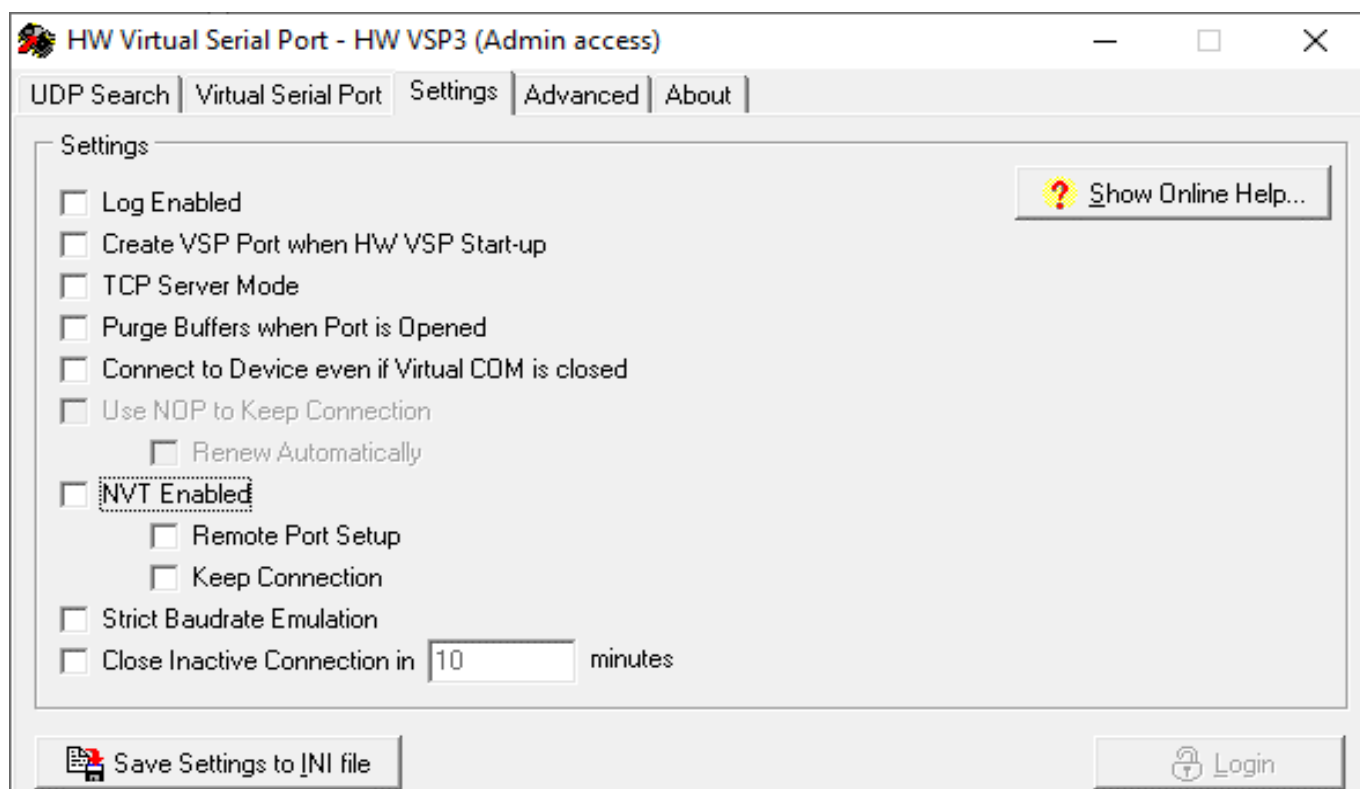 HW Virtual Serial Port - HW VSP3 (Admin access)
UDP Search Virtual Serial Port Settings Advanced About
Settings
Show Online Help...
Log Enabled
Create VSP Port when HW VSP Start-up
TCP Server Mode
Purge Buffers when Port is Opened
Connect to Device even if Virtual COM is closed
Use NOP to Keep Connection
Renew Automatically
NVT Enabled
Remote Port Setup
Keep Connection
Strict Baudrate Emulation
Close Inactive Connection in 10 minutes
Save Settings to INI file
Login